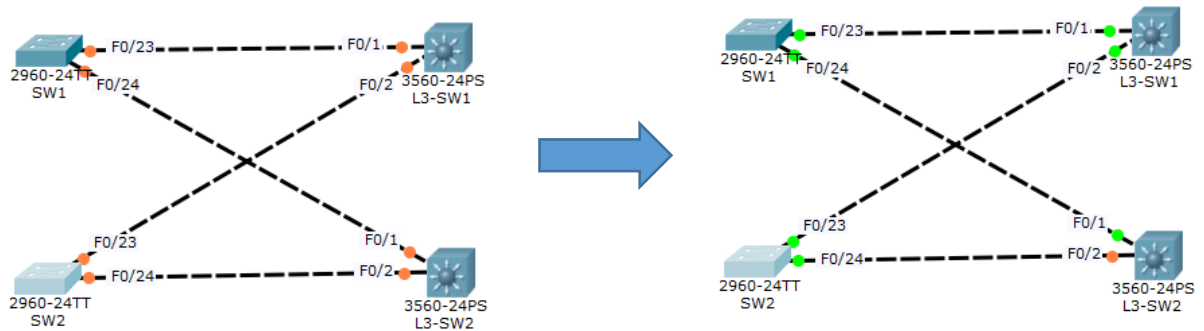 F0/23
F0/1
2960-24TT
SW1
F0/24
F0/2
3560-24PS
L3-SW1
F0/23
F0/1
F0/24
F0/2
2960-24TT
SW2
3560-24PS
L3-SW2
F0/23
F0/1
2960-24TT
SW1
F0/24
F0/2
3560-24PS
L3-SW1
F0/23
F0/1
F0/24
F0/2
2960-24TT
SW2
3560-24PS
L3-SW2